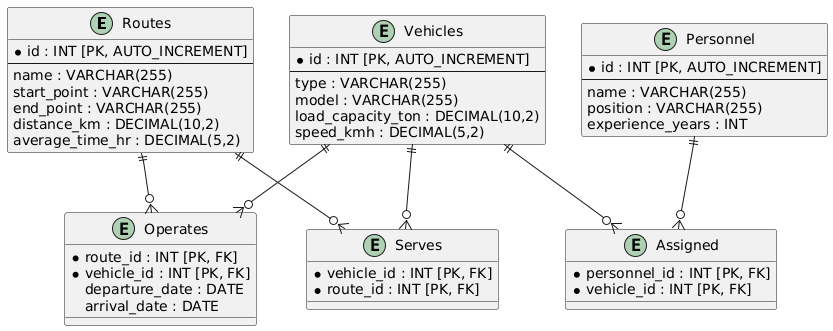 E Routes
* id : INT [PK, AUTO_INCREMENT]
name : VARCHAR(255)
start_point : VARCHAR(255)
end_point : VARCHAR(255)
distance_km : DECIMAL(10,2)
average_time_hr : DECIMAL(5,2)
E Vehicles
* id : INT [PK, AUTO_INCREMENT]
type : VARCHAR(255)
model : VARCHAR(255)
load_capacity_ton : DECIMAL(10,2)
speed_kmh : DECIMAL(5,2)
E Personnel
* id : INT [PK, AUTO_INCREMENT]
name : VARCHAR(255)
position : VARCHAR(255)
experience_years : INT
E Operates
* route_id : INT [PK, FK]
* vehicle_id : INT [PK, FK]
departure_date : DATE
arrival_date : DATE
E Serves
* vehicle_id : INT [PK, FK]
* route_id : INT [PK, FK]
E Assigned
* personnel_id : INT [PK, FK]
* vehicle_id : INT [PK, FK]